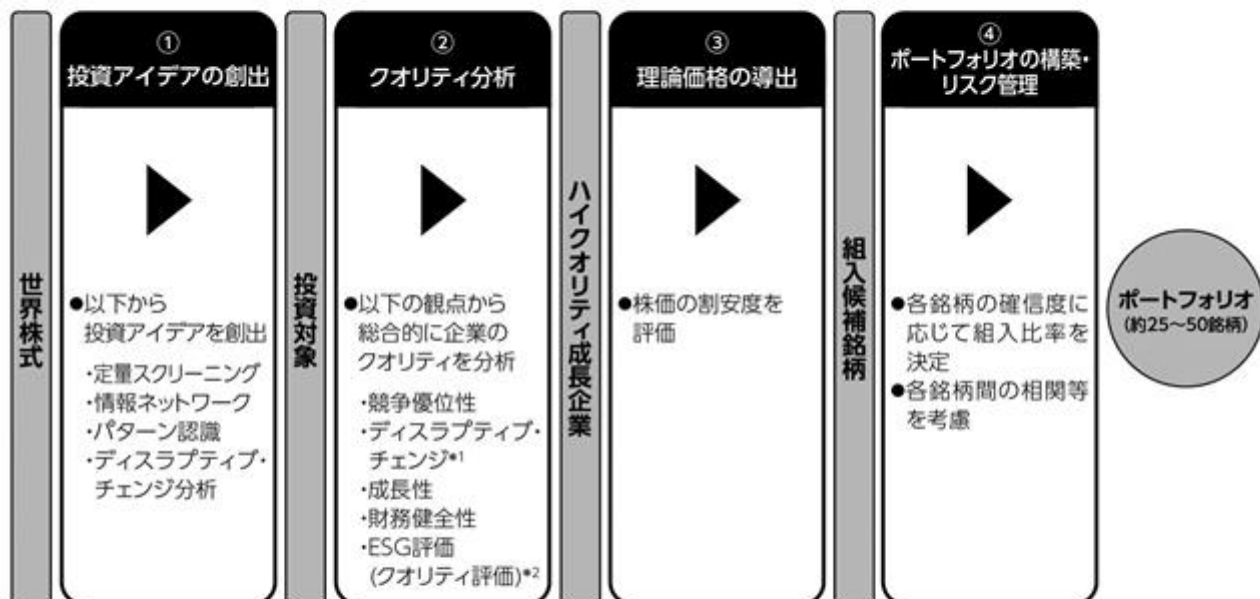 世界株式
①
投資アイデアの創出
●以下から
投資アイデアを創出
・定量スクリーニング
・情報ネットワーク
・パターン認識
・ディスラプティブ・
チェンジ分析
投資対象
②
クオリティ分析
●以下の観点から
総合的に企業の
クオリティを分析
・競争優位性
・ディスラプティブ・
チェンジ*1
・成長性
・財務健全性
・ESG評価
(クオリティ評価)*2
ハイクオリティ成長企業
③
理論価格の導出
●株価の割安度を
評価
組入候補銘柄
④
ポートフォリオの構築・
リスク管理
●各銘柄の確信度に
応じて組入比率を
決定
●各銘柄間の相関等
を考慮
ポートフォリオ
(約25~50銘柄)